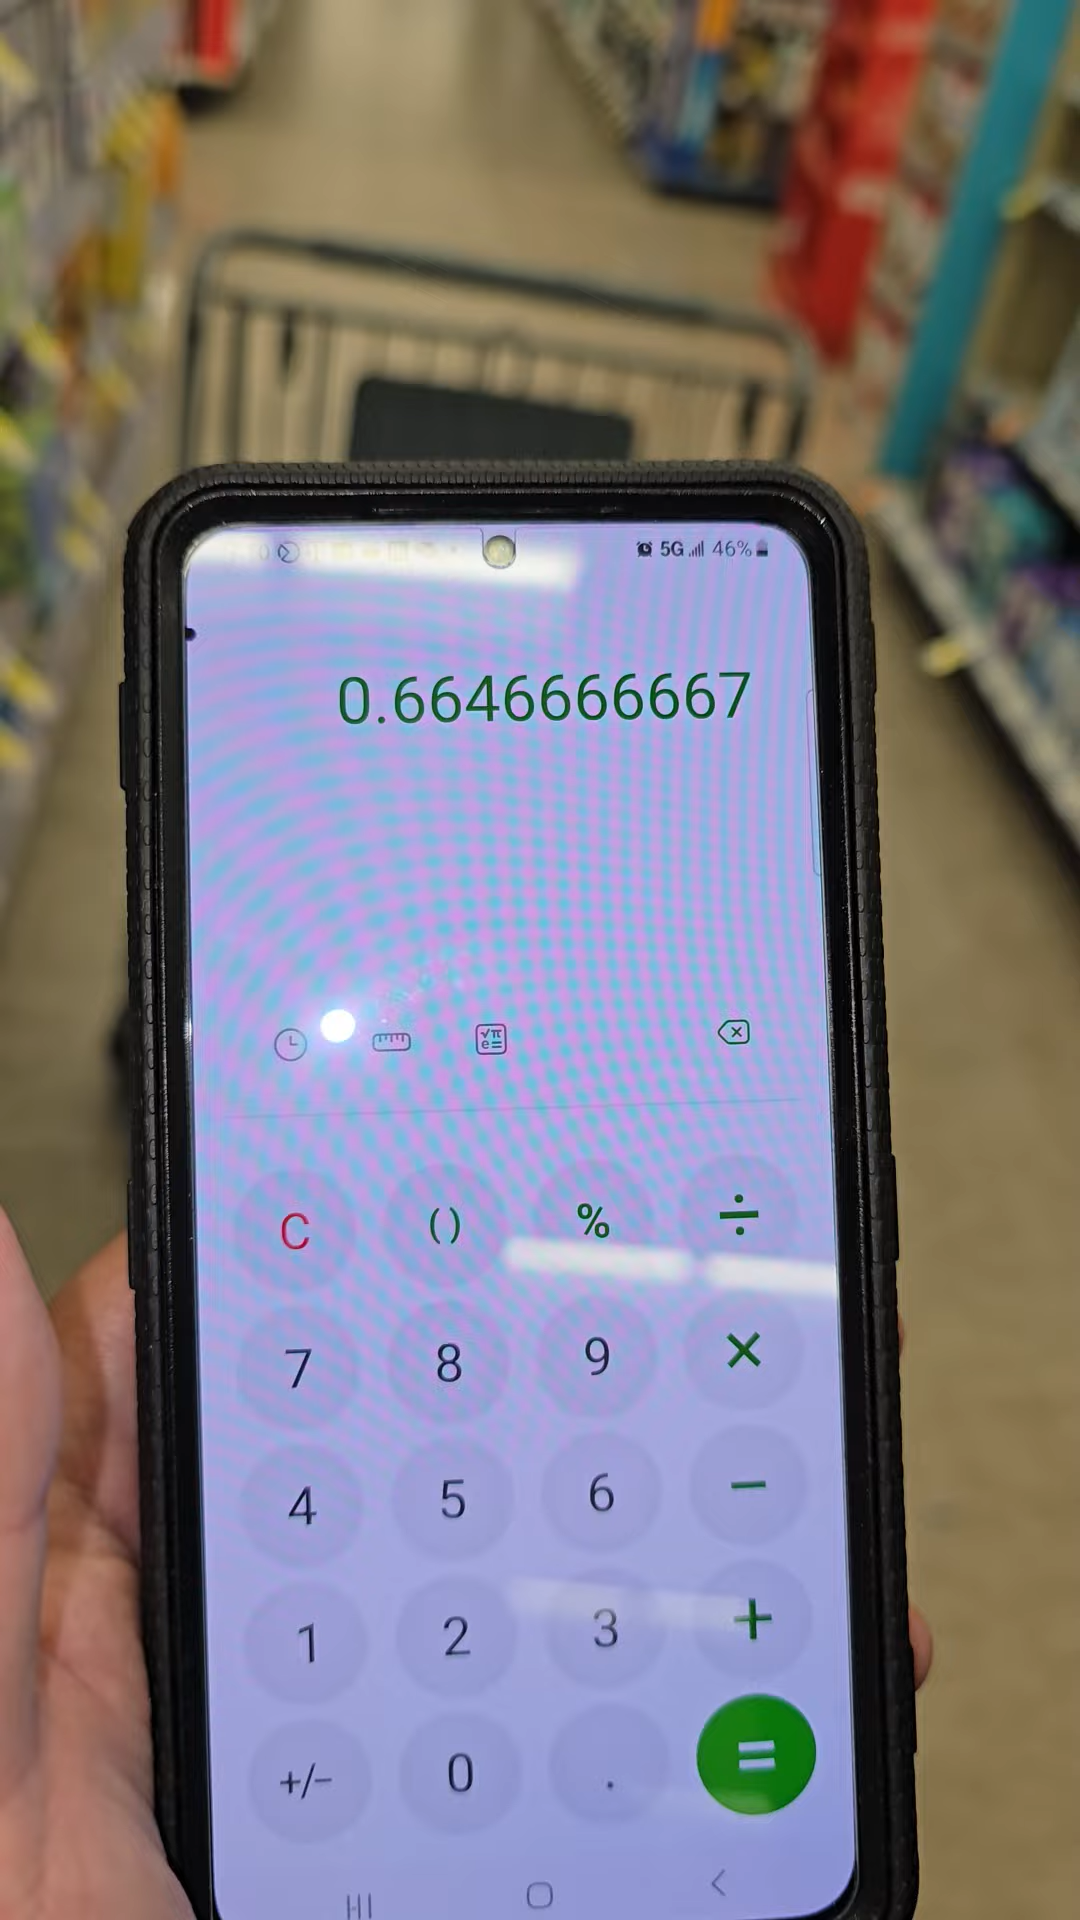 5G 46%
0.6646666667
√π
e=
C () % ÷
7 8 9 ×
4 5 6 −
1 2 3 +
+/− 0 . =